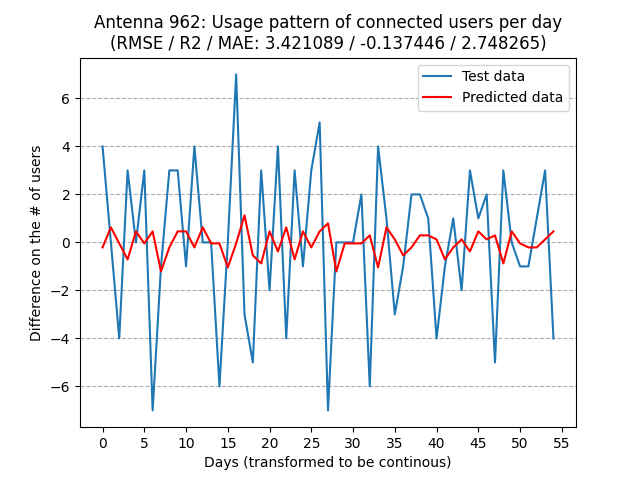 Antenna 962: Usage pattern of connected users per day
(RMSE / R2 / MAE: 3.421089 / -0.137446 / 2.748265)
Test data
Predicted data
Difference on the # of users
6
4
2
0
−2
−4
−6
0 5 10 15 20 25 30 35 40 45 50 55
Days (transformed to be continous)